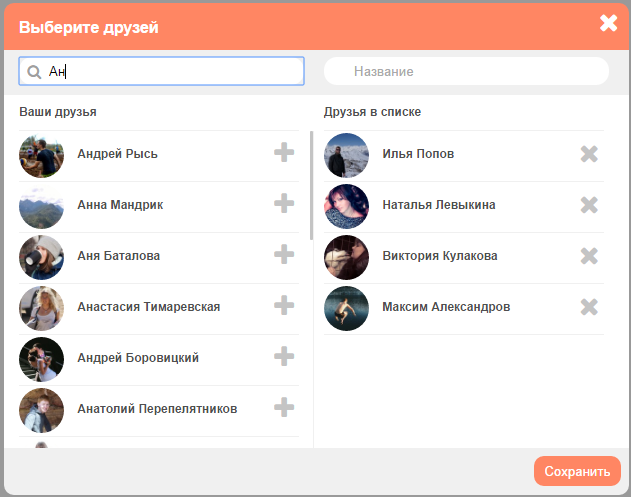 Выберите друзей
Ан
Название
Ваши друзья
Друзья в списке
Андрей Рысь
Анна Мандрик
Аня Баталова
Анастасия Тимаревская
Андрей Боровицкий
Анатолий Перепелятников
Илья Попов
Наталья Левыкина
Виктория Кулакова
Максим Александров
Сохранить